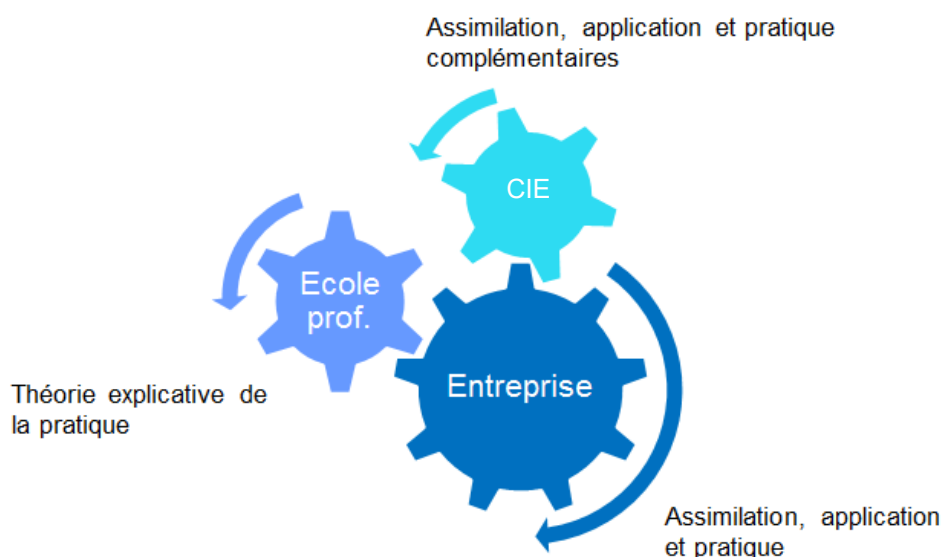 Assimilation, application et pratique
complémentaires
CIE
Ecole
prof.
Entreprise
Théorie explicative de
la pratique
Assimilation, application
et pratique